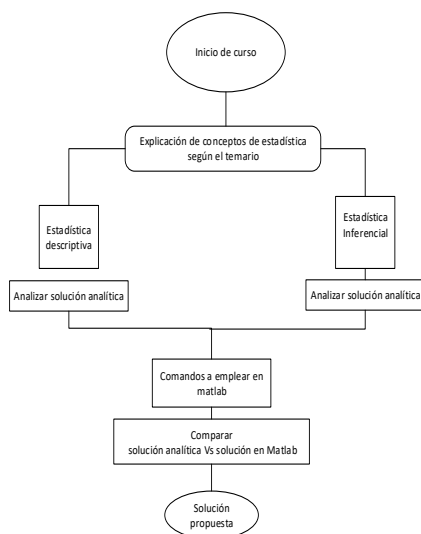 Inicio de curso
Explicación de conceptos de estadística
según el temario
Estadística
descriptiva
Estadística
Inferencial
Analizar solución analítica
Analizar solución analítica
Comandos a emplear en
matlab
Comparar
solución analítica Vs solución en Matlab
Solución
propuesta